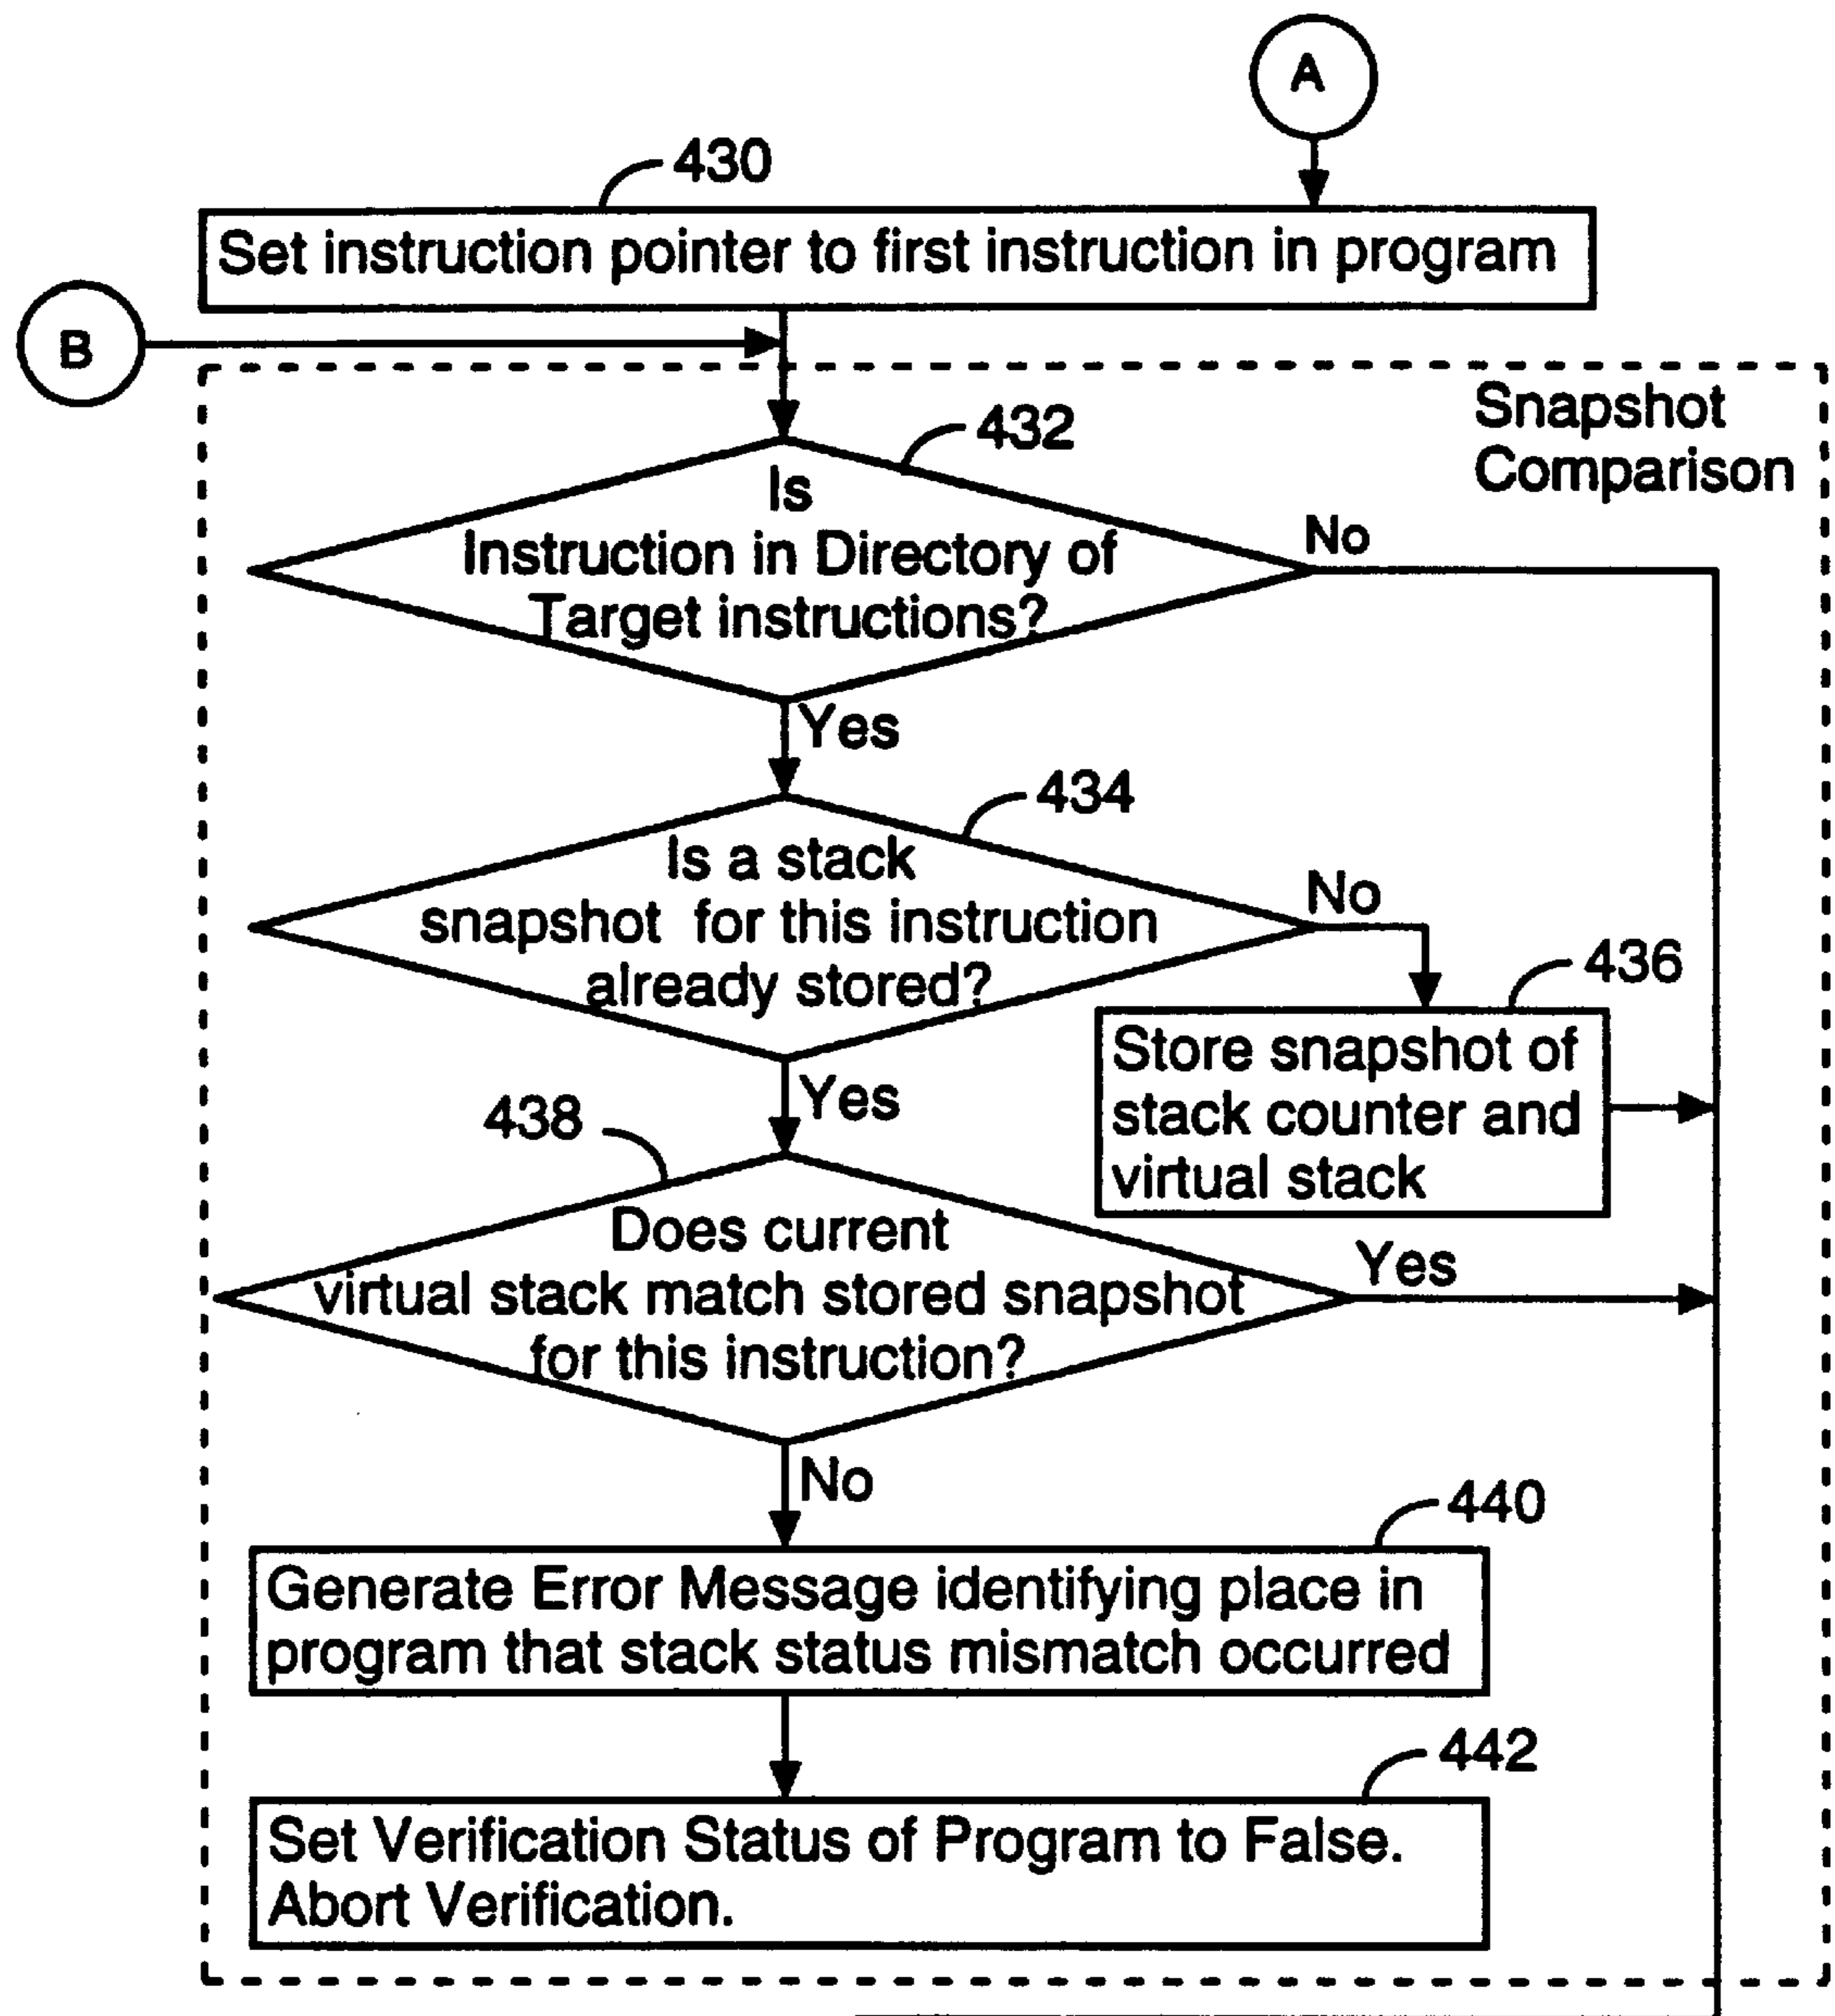 A
430
Set instruction pointer to first instruction in program
B
Snapshot
Comparison
432
Is
Instruction in Directory of
Target instructions?
No
Yes
434
Is a stack
snapshot for this instruction
already stored?
No
436
Store snapshot of
stack counter and
virtual stack
Yes
438
Does current
virtual stack match stored snapshot
for this instruction?
Yes
No
440
Generate Error Message identifying place in
program that stack status mismatch occurred
442
Set Verification Status of Program to False.
Abort Verification.